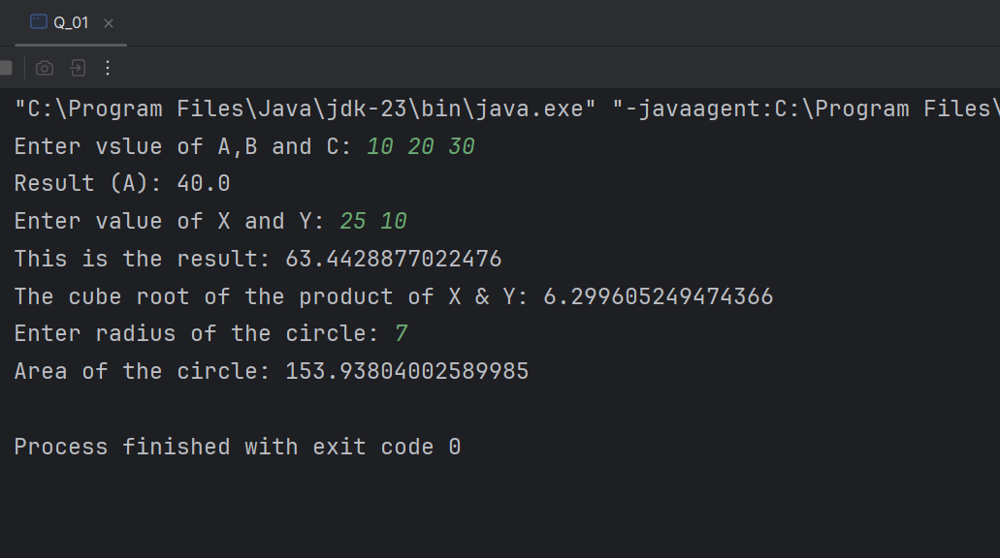 Q_01
"C:\Program Files\Java\jdk-23\bin\java.exe" "-javaagent:C:\Program Files\
Enter vslue of A,B and C: 10 20 30
Result (A): 40.0
Enter value of X and Y: 25 10
This is the result: 63.4428877022476
The cube root of the product of X & Y: 6.299605249474366
Enter radius of the circle: 7
Area of the circle: 153.93804002589985
Process finished with exit code 0